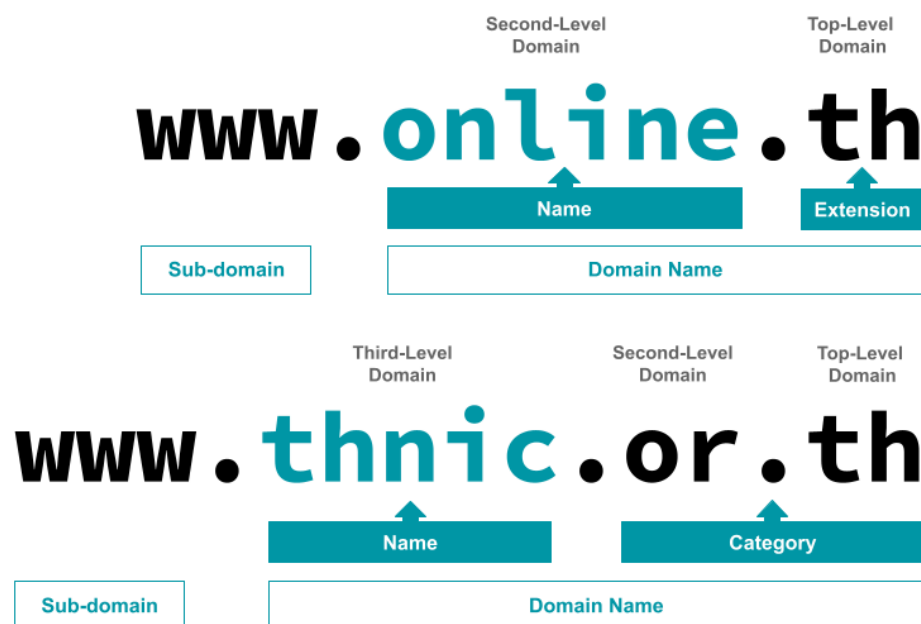 Second-Level Top-Level
Domain Domain
www.online.th
Name Extension
Sub-domain Domain Name
Third-Level Second-Level Top-Level
Domain Domain Domain
www.thnic.or.th
Name Category
Sub-domain Domain Name